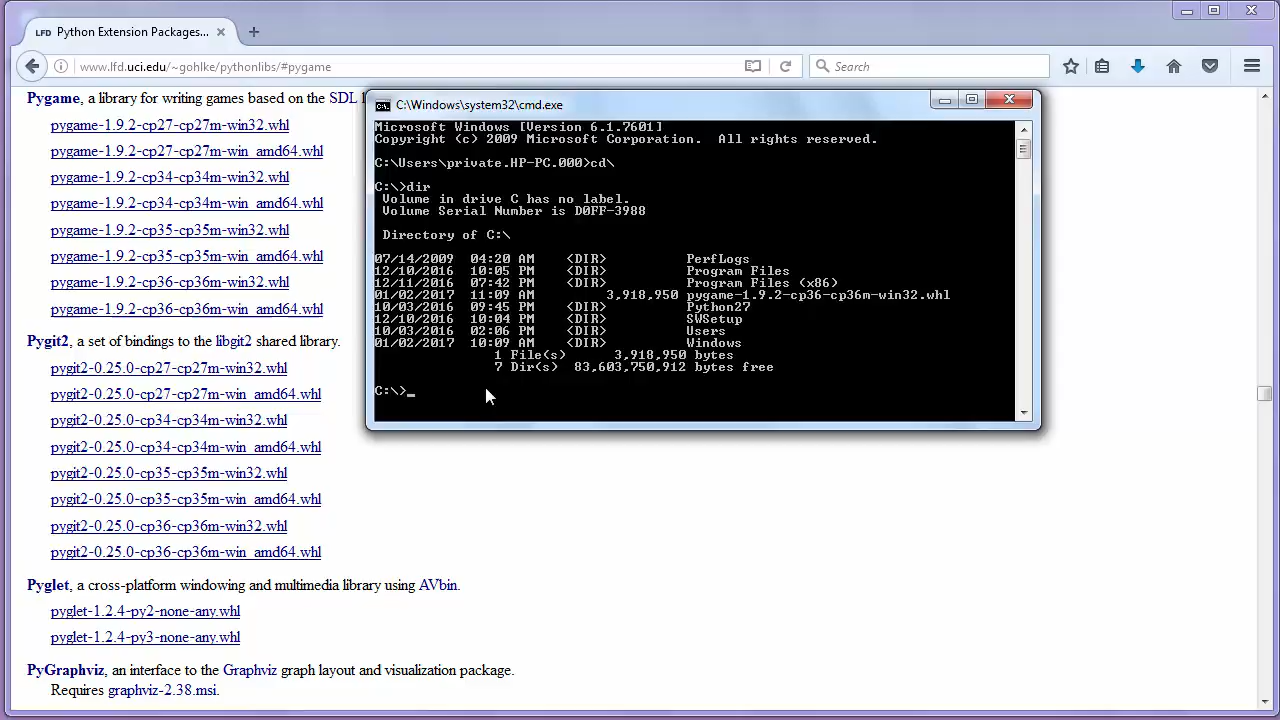 LFD Python Extension Packages...
www.lfd.uci.edu/~gohlke/pythonlibs/#pygame
Search
Pygame, a library for writing games based on the SDL
pygame-1.9.2-cp27-cp27m-win32.whl
pygame-1.9.2-cp27-cp27m-win_amd64.whl
pygame-1.9.2-cp34-cp34m-win32.whl
pygame-1.9.2-cp34-cp34m-win_amd64.whl
pygame-1.9.2-cp35-cp35m-win32.whl
pygame-1.9.2-cp35-cp35m-win_amd64.whl
pygame-1.9.2-cp36-cp36m-win32.whl
pygame-1.9.2-cp36-cp36m-win_amd64.whl
Pygit2, a set of bindings to the libgit2 shared library.
pygit2-0.25.0-cp27-cp27m-win32.whl
pygit2-0.25.0-cp27-cp27m-win_amd64.whl
pygit2-0.25.0-cp34-cp34m-win32.whl
pygit2-0.25.0-cp34-cp34m-win_amd64.whl
pygit2-0.25.0-cp35-cp35m-win32.whl
pygit2-0.25.0-cp35-cp35m-win_amd64.whl
pygit2-0.25.0-cp36-cp36m-win32.whl
pygit2-0.25.0-cp36-cp36m-win_amd64.whl
Pyglet, a cross-platform windowing and multimedia library using AVbin.
pyglet-1.2.4-py2-none-any.whl
pyglet-1.2.4-py3-none-any.whl
PyGraphviz, an interface to the Graphviz graph layout and visualization package.
Requires graphviz-2.38.msi.
C:\Windows\system32\cmd.exe
Microsoft Windows [Version 6.1.7601]
Copyright (c) 2009 Microsoft Corporation.  All rights reserved.
C:\Users\private.HP-PC.000>cd\
C:\>dir
Volume in drive C has no label.
Volume Serial Number is D0FF-3988
Directory of C:\
07/14/2009  04:20 AM    <DIR>          PerfLogs
12/10/2016  10:05 PM    <DIR>          Program Files
12/11/2016  07:42 PM    <DIR>          Program Files (x86)
01/02/2017  11:09 AM         3,918,950 pygame-1.9.2-cp36-cp36m-win32.whl
10/03/2016  09:45 PM    <DIR>          Python27
12/10/2016  10:04 PM    <DIR>          SWSetup
10/03/2016  02:06 PM    <DIR>          Users
01/02/2017  10:09 AM    <DIR>          Windows
1 File(s)      3,918,950 bytes
7 Dir(s)  83,603,750,912 bytes free
C:\>_